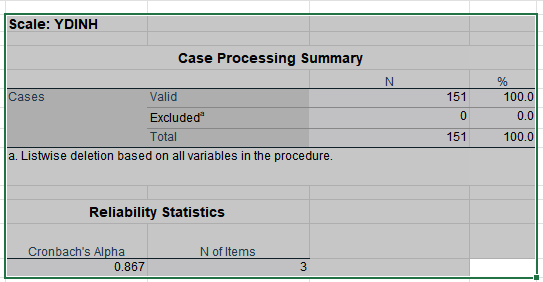 Scale: YDINH
Case Processing Summary
N %
Cases Valid 151 100.0
Excludedᵃ 0 0.0
Total 151 100.0
a. Listwise deletion based on all variables in the procedure.
Reliability Statistics
Cronbach's Alpha N of Items
0.867 3